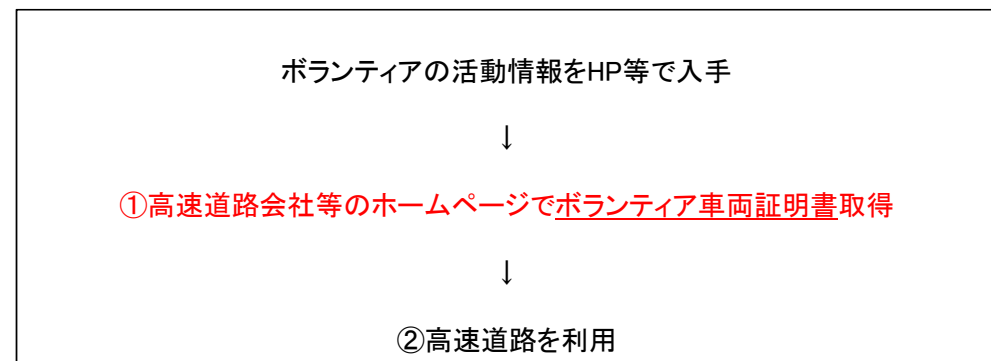 ボランティアの活動情報をHP等で入手
↓
①高速道路会社等のホームページでボランティア車両証明書取得
↓
②高速道路を利用